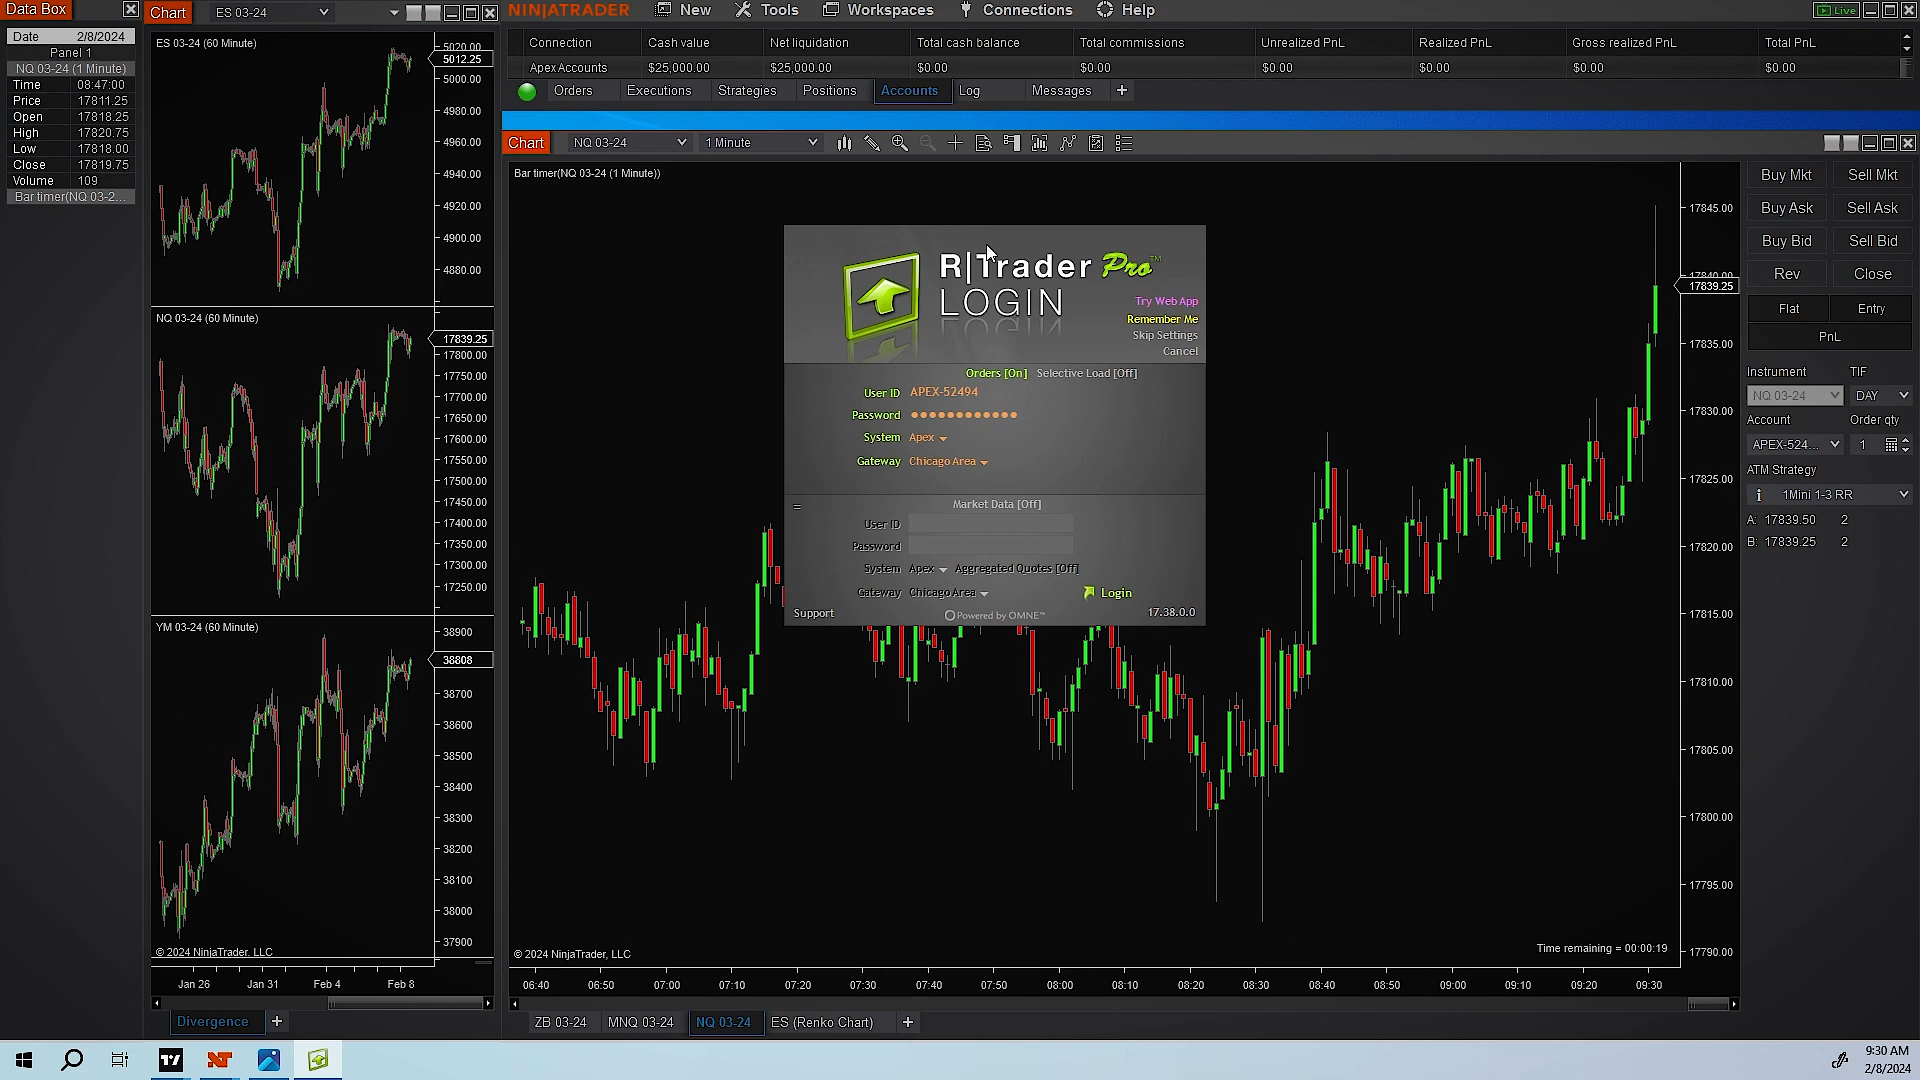 Data Box
Date 2/8/2024
Panel 1
NQ 03-24 (1 Minute)
Time 08:47:00
Price 17811.25
Open 17818.25
High 17820.75
Low 17818.00
Close 17819.75
Volume 109
Bar timer(NQ 03-2...
Chart ES 03-24
ES 03-24 (60 Minute)
5020.00
5012.25
5000.00
4980.00
4960.00
4940.00
4920.00
4900.00
4880.00
NQ 03-24 (60 Minute)
17839.25
17800.00
17750.00
17700.00
17650.00
17600.00
17550.00
17500.00
17450.00
17400.00
17350.00
17300.00
17250.00
YM 03-24 (60 Minute)
38900
38808
38700
38600
38500
38400
38300
38200
38100
38000
37900
© 2024 NinjaTrader, LLC
Jan 26 Jan 31 Feb 4 Feb 8
Divergence +
NINJATRADER New Tools Workspaces Connections Help Live
Connection Cash value Net liquidation Total cash balance Total commissions Unrealized PnL Realized PnL Gross realized PnL Total PnL
Apex Accounts $25,000.00 $25,000.00 $0.00 $0.00 $0.00 $0.00 $0.00 $0.00
Orders Executions Strategies Positions Accounts Log Messages +
Chart NQ 03-24 1 Minute
Bar timer(NQ 03-24 (1 Minute))
R|Trader Pro™
LOGIN
Try Web App
Remember Me
Skip Settings
Cancel
Orders [On] Selective Load [Off]
User ID APEX-52494
Password
System Apex
Gateway Chicago Area
Market Data [Off]
User ID
Password
System Apex Aggregated Quotes [Off]
Gateway Chicago Area Login
Support Powered by OMNE™ 17.38.0.0
17845.00
17840.00
17839.25
17835.00
17830.00
17825.00
17820.00
17815.00
17810.00
17805.00
17800.00
17795.00
17790.00
Time remaining = 00:00:19
© 2024 NinjaTrader, LLC
06:40 06:50 07:00 07:10 07:20 07:30 07:40 07:50 08:00 08:10 08:20 08:30 08:40 08:50 09:00 09:10 09:20 09:30
ZB 03-24 MNQ 03-24 NQ 03-24 ES (Renko Chart) +
Buy Mkt Sell Mkt
Buy Ask Sell Ask
Buy Bid Sell Bid
Rev Close
Flat Entry
PnL
Instrument TIF
NQ 03-24 DAY
Account Order qty
APEX-524... 1
ATM Strategy
1Mini 1-3 RR
A: 17839.50 2
B: 17839.25 2
9:30 AM
2/8/2024